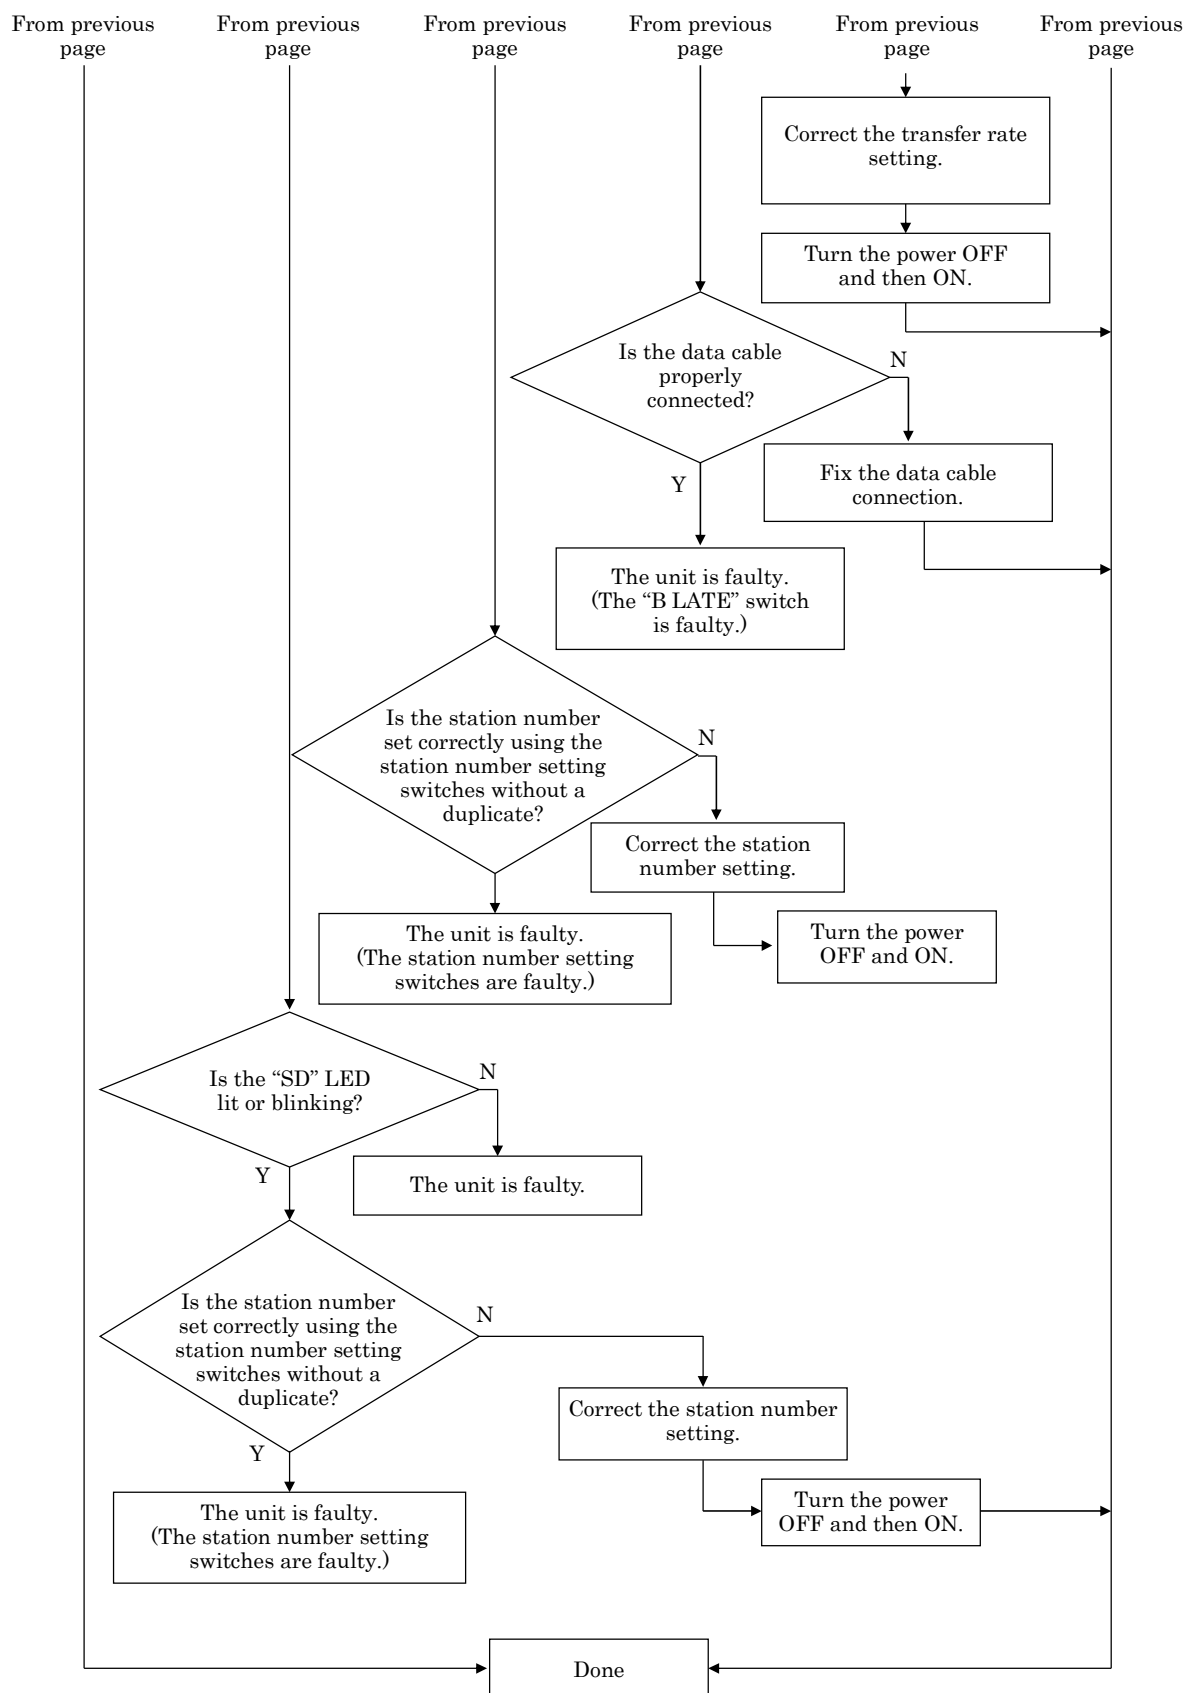 From previous
page
From previous
page
From previous
page
From previous
page
From previous
page
From previous
page
Correct the transfer rate
setting.
Turn the power OFF
and then ON.
Is the data cable
properly
connected?
N
Y
Fix the data cable
connection.
The unit is faulty.
(The “B LATE” switch
is faulty.)
Is the station number
set correctly using the
station number setting
switches without a
duplicate?
N
Correct the station
number setting.
The unit is faulty.
(The station number setting
switches are faulty.)
Turn the power
OFF and ON.
Is the “SD” LED
lit or blinking?
N
Y
The unit is faulty.
Is the station number
set correctly using the
station number setting
switches without a
duplicate?
N
Y
Correct the station number
setting.
The unit is faulty.
(The station number setting
switches are faulty.)
Turn the power
OFF and then ON.
Done